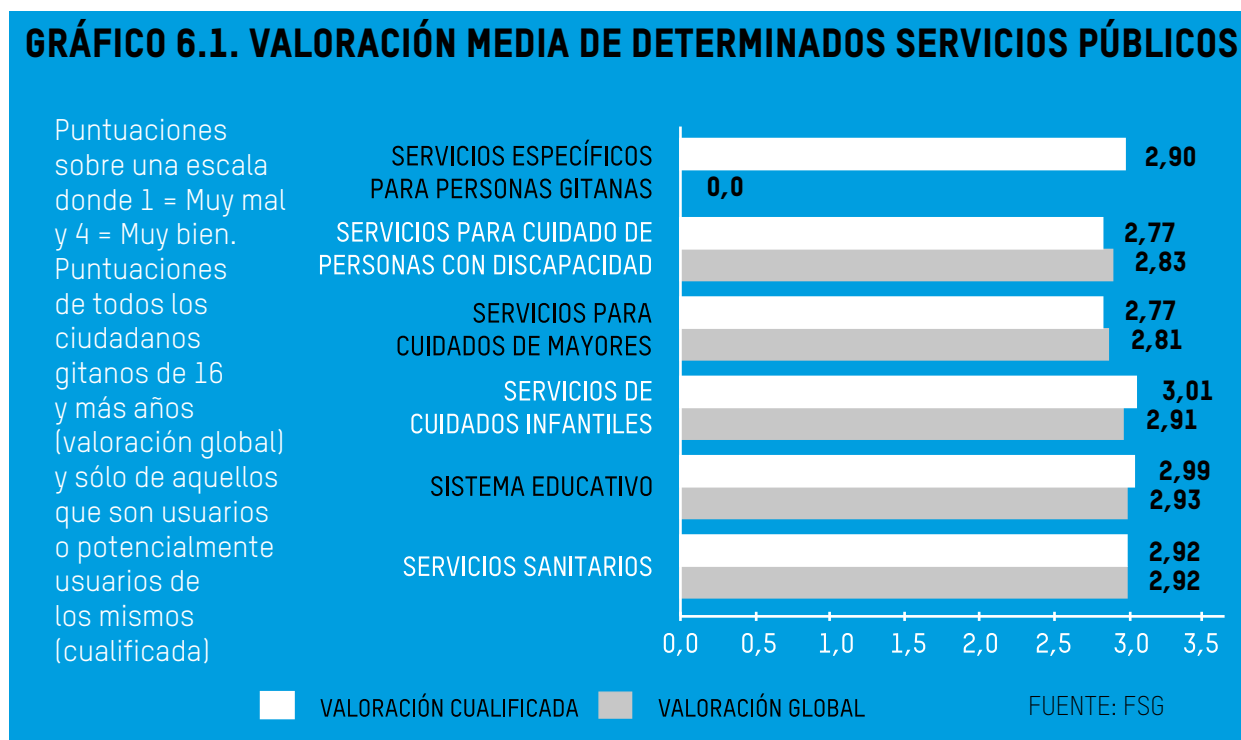 GRÁFICO 6.1. VALORACIÓN MEDIA DE DETERMINADOS SERVICIOS PÚBLICOS
Puntuaciones
sobre una escala
donde 1 = Muy mal
y 4 = Muy bien.
Puntuaciones
de todos los
ciudadanos
gitanos de 16
y más años
(valoración global)
y sólo de aquellos
que son usuarios
o potencialmente
usuarios de
los mismos
(cualificada)
SERVICIOS ESPECÍFICOS
PARA PERSONAS GITANAS
2,90
0,0
SERVICIOS PARA CUIDADO DE
PERSONAS CON DISCAPACIDAD
2,77
2,83
SERVICIOS PARA
CUIDADOS DE MAYORES
2,77
2,81
SERVICIOS DE
CUIDADOS INFANTILES
3,01
2,91
SISTEMA EDUCATIVO
2,99
2,93
SERVICIOS SANITARIOS
2,92
2,92
0,0 0,5 1,0 1,5 2,0 2,5 3,0 3,5
VALORACIÓN CUALIFICADA VALORACIÓN GLOBAL FUENTE: FSG